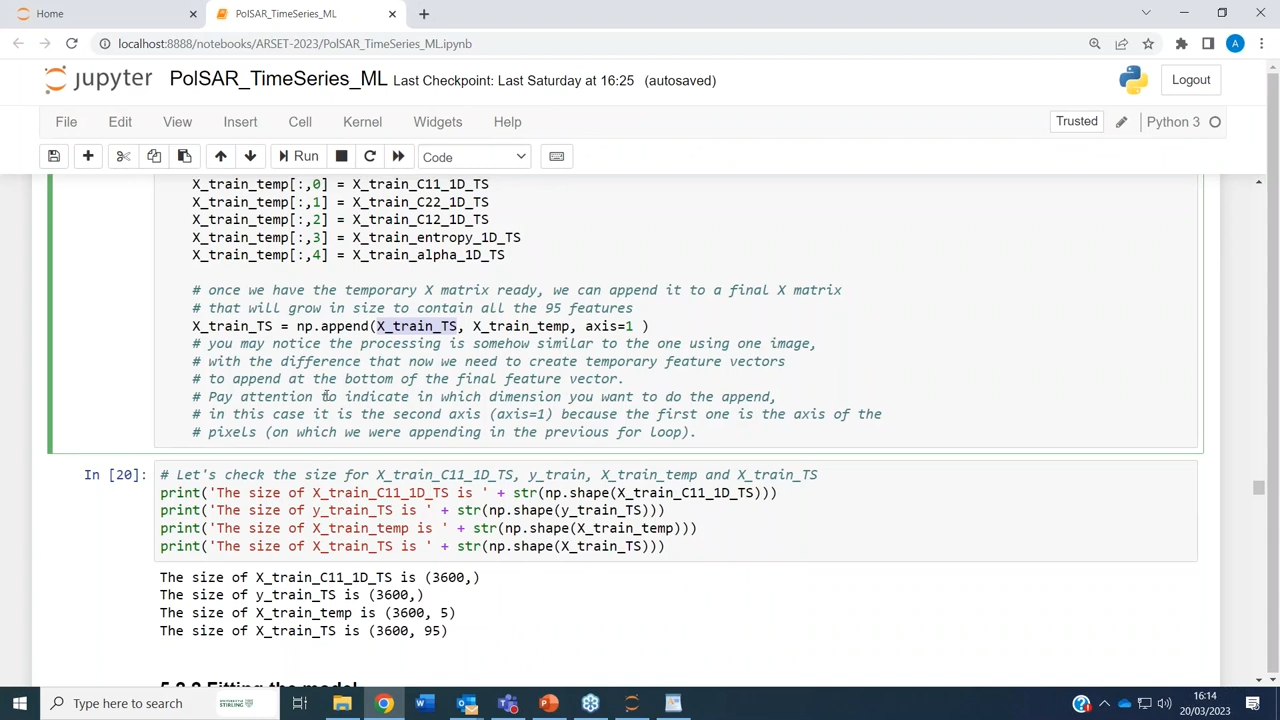 Home
PolSAR_TimeSeries_ML
localhost:8888/notebooks/ARSET-2023/PolSAR_TimeSeries_ML.ipynb
A
jupyter PolSAR_TimeSeries_ML Last Checkpoint: Last Saturday at 16:25 (autosaved)
Logout
File Edit View Insert Cell Kernel Widgets Help
Trusted Python 3
Run Code
X_train_temp[:,0] = X_train_C11_1D_TS
X_train_temp[:,1] = X_train_C22_1D_TS
X_train_temp[:,2] = X_train_C12_1D_TS
X_train_temp[:,3] = X_train_entropy_1D_TS
X_train_temp[:,4] = X_train_alpha_1D_TS
# once we have the temporary X matrix ready, we can append it to a final X matrix
# that will grow in size to contain all the 95 features
X_train_TS = np.append(X_train_TS, X_train_temp, axis=1 )
# you may notice the processing is somehow similar to the one using one image,
# with the difference that now we need to create temporary feature vectors
# to append at the bottom of the final feature vector.
# Pay attention to indicate in which dimension you want to do the append,
# in this case it is the second axis (axis=1) because the first one is the axis of the
# pixels (on which we were appending in the previous for loop).
In [20]: # Let's check the size for X_train_C11_1D_TS, y_train, X_train_temp and X_train_TS
print('The size of X_train_C11_1D_TS is ' + str(np.shape(X_train_C11_1D_TS)))
print('The size of y_train_TS is ' + str(np.shape(y_train_TS)))
print('The size of X_train_temp is ' + str(np.shape(X_train_temp)))
print('The size of X_train_TS is ' + str(np.shape(X_train_TS)))
The size of X_train_C11_1D_TS is (3600,)
The size of y_train_TS is (3600,)
The size of X_train_temp is (3600, 5)
The size of X_train_TS is (3600, 95)
Type here to search
16:14
20/03/2023